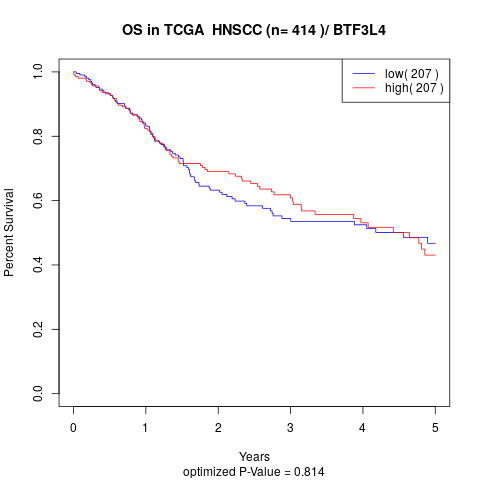 OS in TCGA  HNSCC (n= 414 )/ BTF3L4
low( 207 )
high( 207 )
Percent Survival
1.0
0.8
0.6
0.4
0.2
0.0
0 1 2 3 4 5
Years
optimized P-Value = 0.814